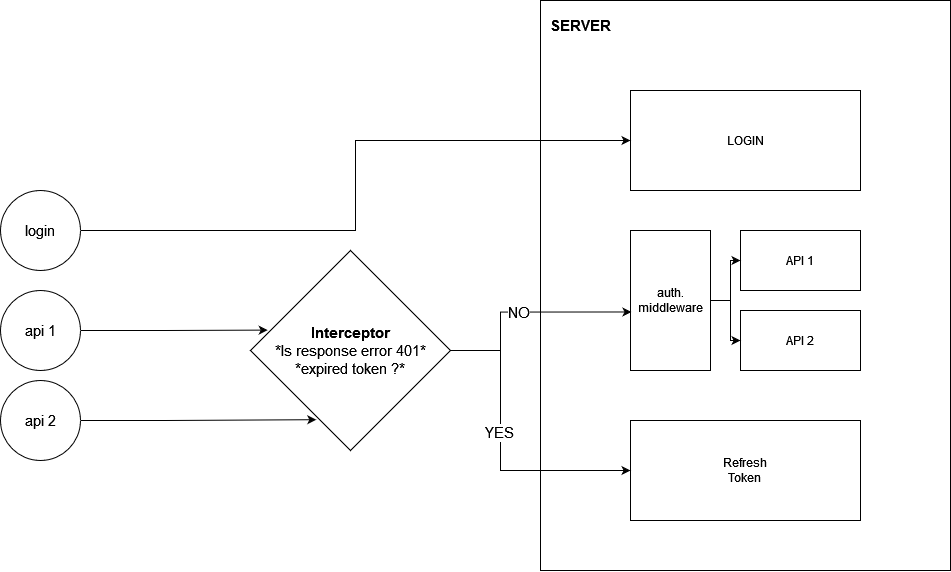 SERVER
LOGIN
login
api 1
api 2
Interceptor
*Is response error 401*
*expired token ?*
NO
YES
auth.
middleware
API 1
API 2
Refresh
Token